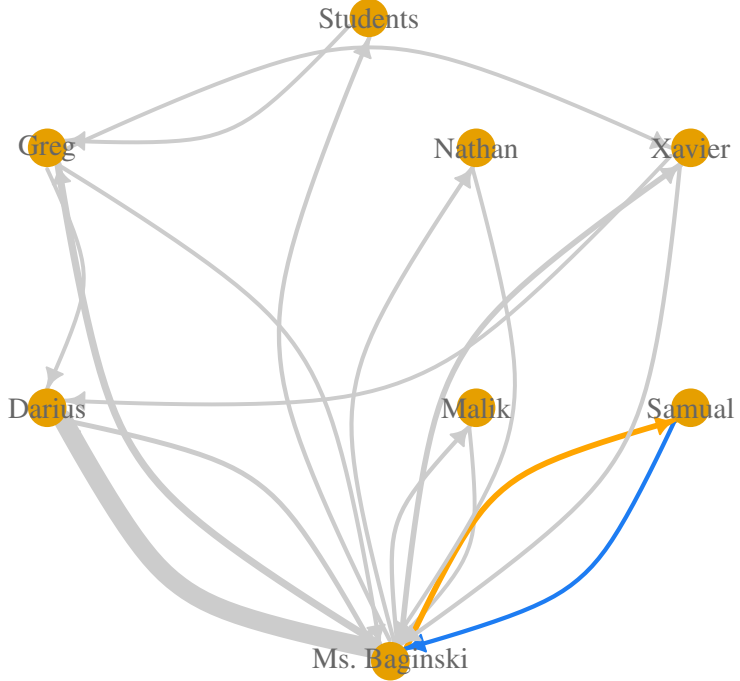 Students
Greg
Nathan
Xavier
Darius
Malik
Samual
Ms. Baginski